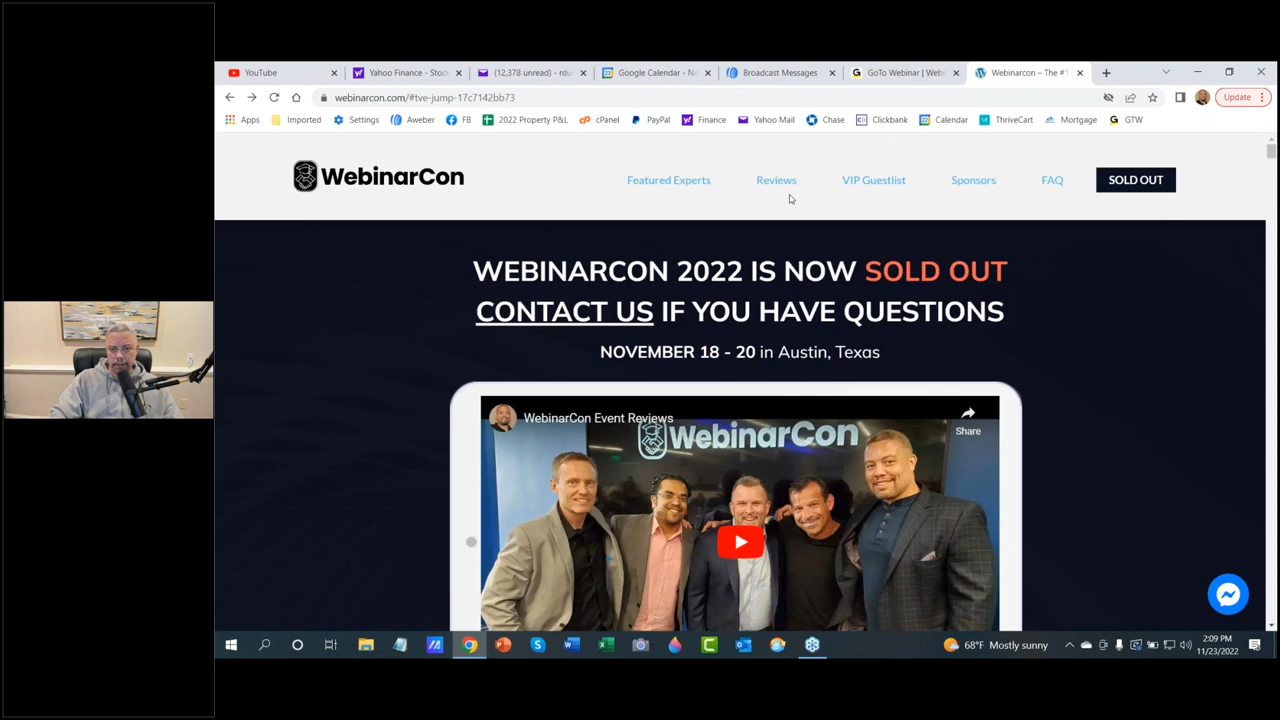 YouTube
Yahoo Finance - Stock
(12,378 unread) - rdu
Google Calendar - No
Broadcast Messages
GoTo Webinar | Webi
Webinarcon – The #1
webinarcon.com/#tve-jump-17c7142bb73
Update
Apps
Imported
Settings
Aweber
FB
2022 Property P&L
cPanel
PayPal
Finance
Yahoo Mail
Chase
Clickbank
Calendar
ThriveCart
Mortgage
GTW
WebinarCon
Featured Experts
Reviews
VIP Guestlist
Sponsors
FAQ
SOLD OUT
WEBINARCON 2022 IS NOW SOLD OUT
CONTACT US IF YOU HAVE QUESTIONS
NOVEMBER 18 - 20 in Austin, Texas
WebinarCon Event Reviews
Share
WebinarCon
68°F Mostly sunny
2:09 PM
11/23/2022